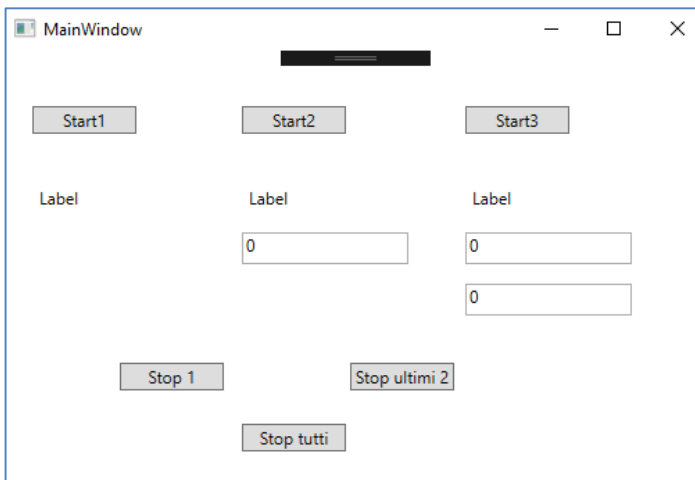 MainWindow
Start1 Start2 Start3
Label Label Label
0 0
0
Stop 1 Stop ultimi 2
Stop tutti